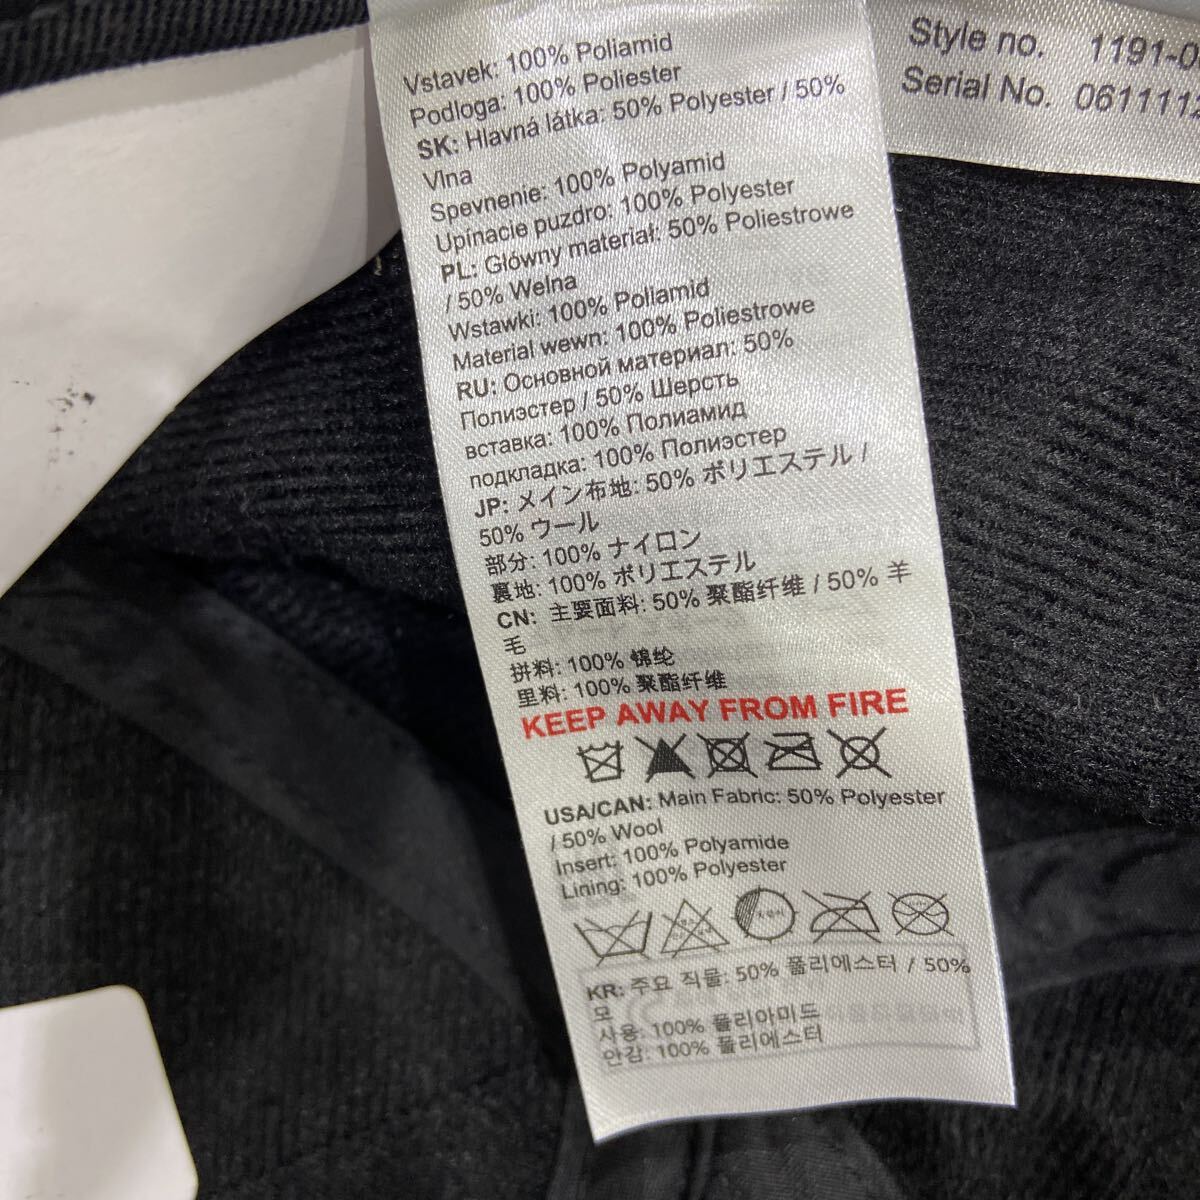 Vstavek: 100% Poliamid
Podloga: 100% Poliester
SK: Hlavná látka: 50% Polyester / 50%
Vlna
Spevnenie: 100% Polyamid
Upínacie puzdro: 100% Polyester
PL: Główny materiał: 50% Poliestrowe
/ 50% Wełna
Wstawki: 100% Poliamid
Material wewn: 100% Poliestrowe
RU: Основной материал: 50%
Полиэстер / 50% Шерсть
вставка: 100% Полиамид
подкладка: 100% Полиэстер
JP: メイン布地: 50% ポリエステル /
50% ウール
部分: 100% ナイロン
裏地: 100% ポリエステル
CN: 主要面料: 50% 聚酯纤维 / 50% 羊
毛
拼料: 100% 锦纶
里料: 100% 聚酯纤维
KEEP AWAY FROM FIRE
USA/CAN: Main Fabric: 50% Polyester
/ 50% Wool
Insert: 100% Polyamide
Lining: 100% Polyester
KR: 주요 직물: 50% 폴리에스터 / 50%
모
사용: 100% 폴리아미드
안감: 100% 폴리에스터
Style no. 1191-0
Serial No. 0611112